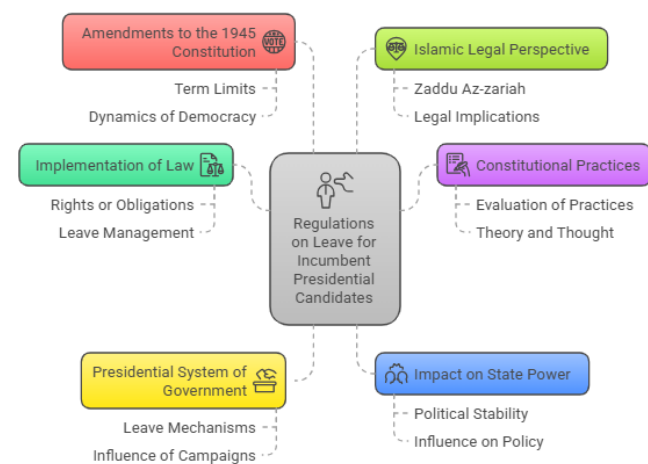 Amendments to the 1945
Constitution
VOTE
Term Limits
Dynamics of Democracy
Islamic Legal Perspective
Zaddu Az-zariah
Legal Implications
Implementation of Law
Rights or Obligations
Leave Management
Regulations
on Leave for
Incumbent
Presidential
Candidates
Constitutional Practices
Evaluation of Practices
Theory and Thought
Presidential System of
Government
Leave Mechanisms
Influence of Campaigns
Impact on State Power
Political Stability
Influence on Policy